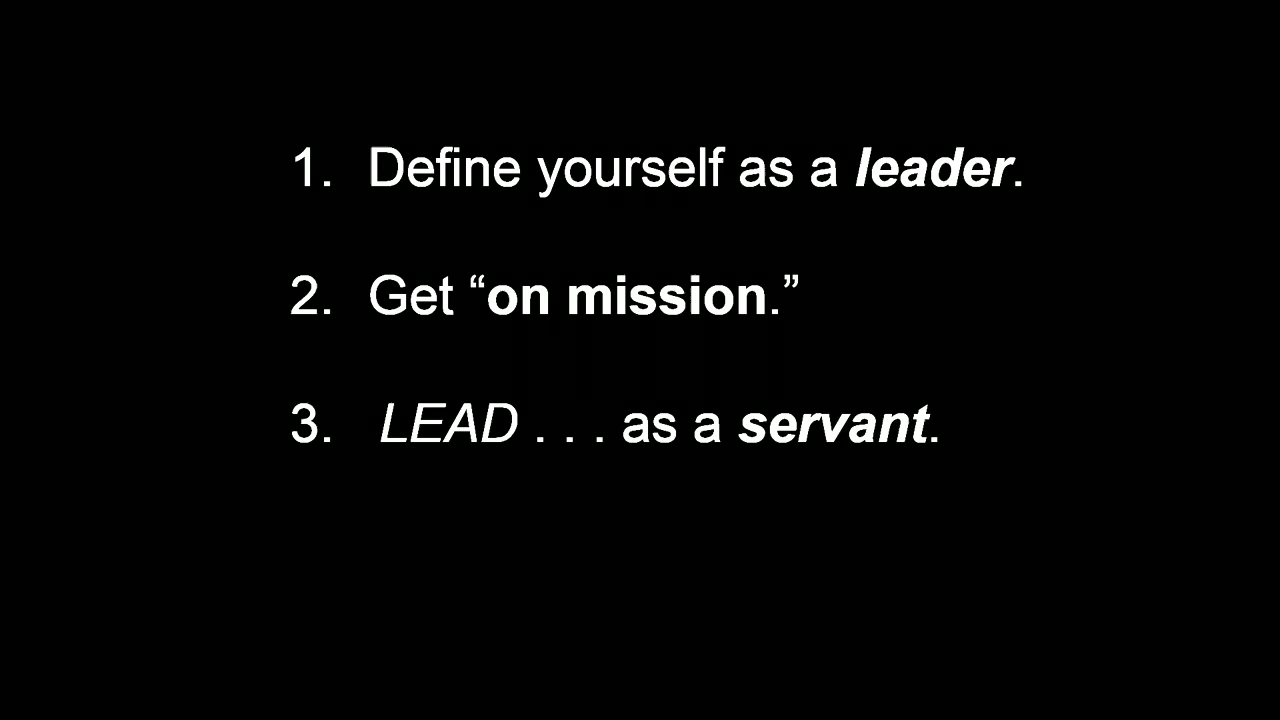 1. Define yourself as a leader.
2. Get “on mission.”
3. LEAD . . . as a servant.